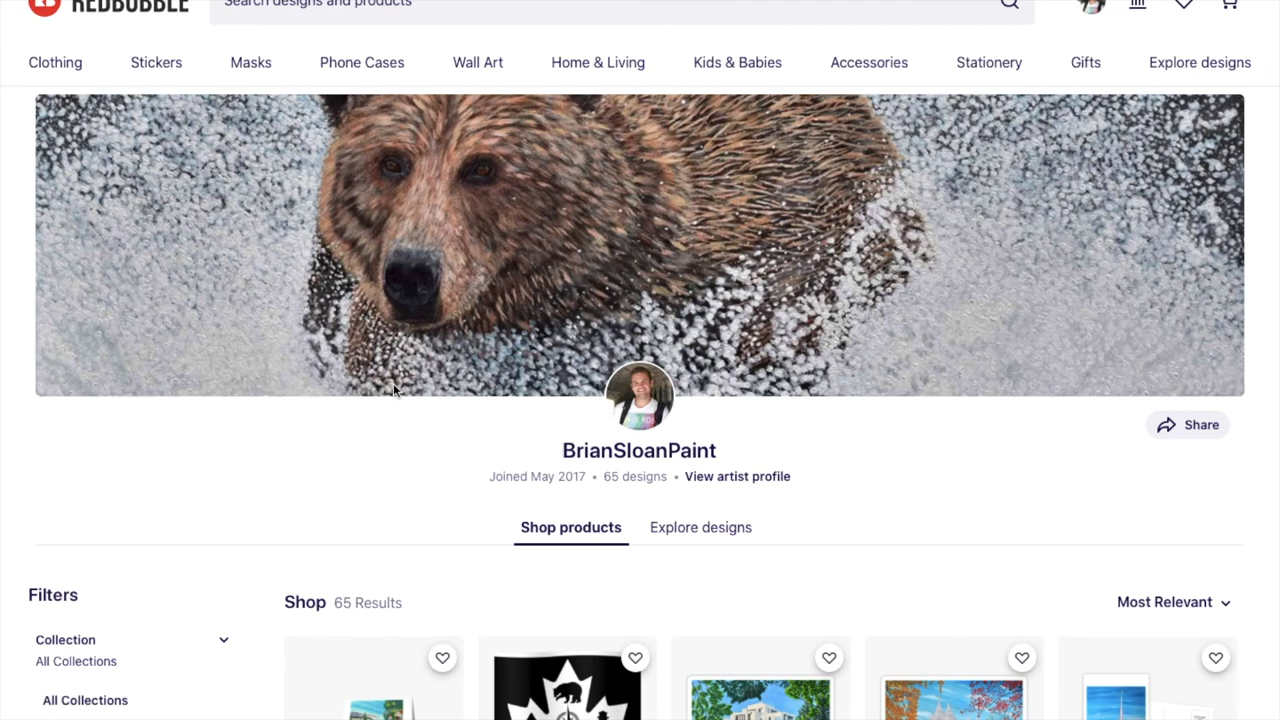 REDBUBBLE
Search designs and products
Clothing Stickers Masks Phone Cases Wall Art Home & Living Kids & Babies Accessories Stationery Gifts Explore designs
BrianSloanPaint
Share
Joined May 2017 • 65 designs • View artist profile
Shop products Explore designs
Filters
Shop 65 Results Most Relevant
Collection
All Collections
All Collections